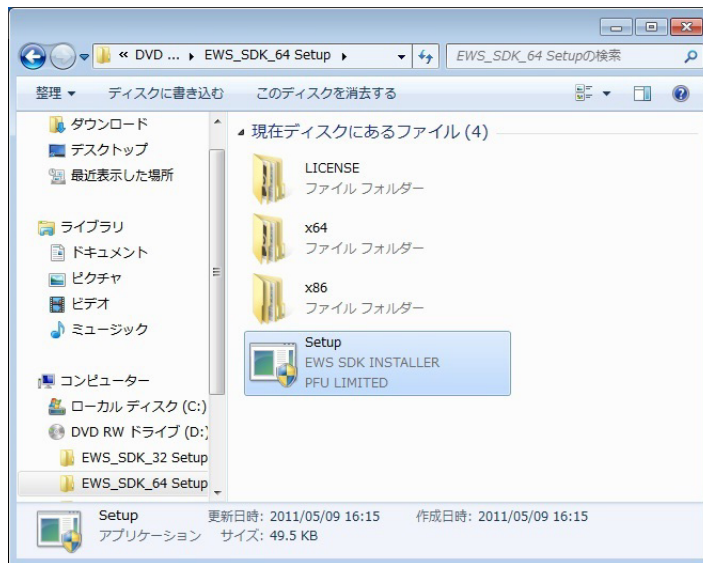 « DVD ... ▸ EWS_SDK_64 Setup ▸
EWS_SDK_64 Setupの検索
整理 ▼ ディスクに書き込む このディスクを消去する
ダウンロード
デスクトップ
最近表示した場所
ライブラリ
ドキュメント
ピクチャ
ビデオ
ミュージック
コンピューター
ローカル ディスク (C:)
DVD RW ドライブ (D:)
EWS_SDK_32 Setup
EWS_SDK_64 Setup
現在ディスクにあるファイル (4)
LICENSE
ファイル フォルダー
x64
ファイル フォルダー
x86
ファイル フォルダー
Setup
EWS SDK INSTALLER
PFU LIMITED
Setup 更新日時: 2011/05/09 16:15 作成日時: 2011/05/09 16:15
アプリケーション サイズ: 49.5 KB